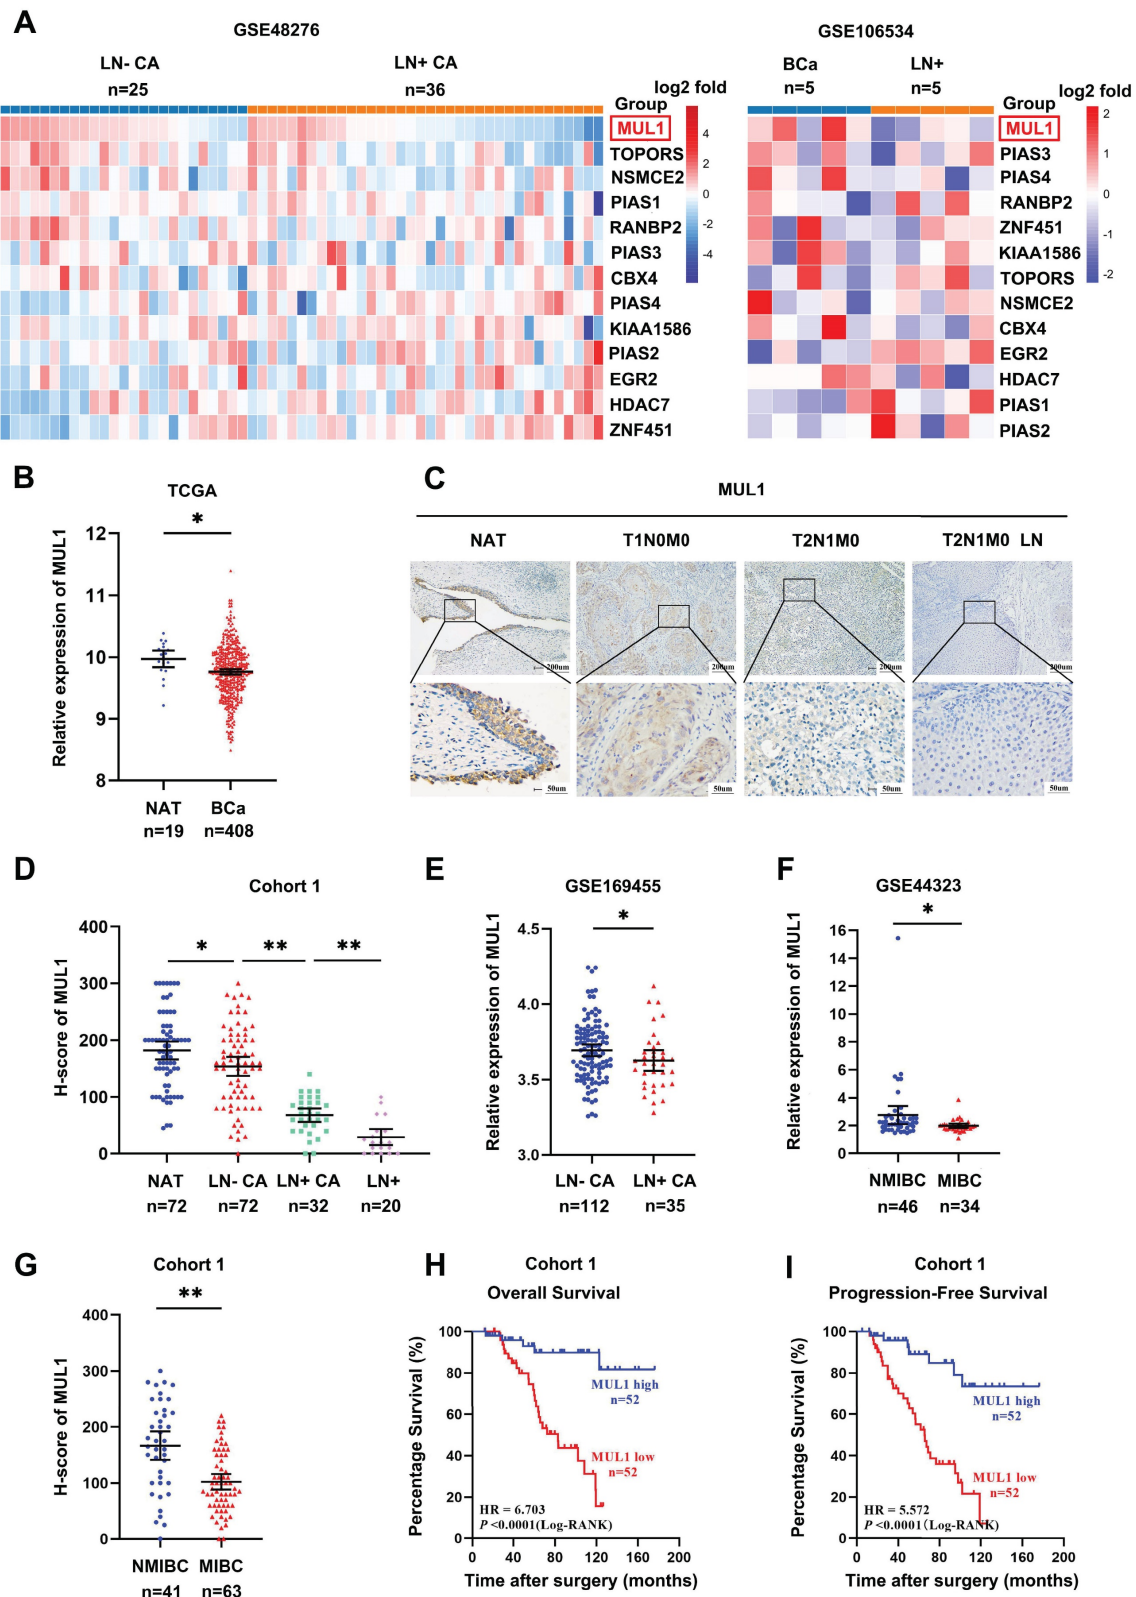 A
GSE48276
LN- CA
n=25
LN+ CA
n=36
log2 fold
Group
MUL1
TOPORS
NSMCE2
PIAS1
RANBP2
PIAS3
CBX4
PIAS4
KIAA1586
PIAS2
EGR2
HDAC7
ZNF451
4
2
0
-2
-4
GSE106534
BCa
n=5
LN+
n=5
log2 fold
Group
MUL1
PIAS3
PIAS4
RANBP2
ZNF451
KIAA1586
TOPORS
NSMCE2
CBX4
EGR2
HDAC7
PIAS1
PIAS2
2
1
0
-1
-2
B
TCGA
*
Relative expression of MUL1
12
11
10
9
8
NAT
n=19
BCa
n=408
C
MUL1
NAT
T1N0M0
T2N1M0
T2N1M0 LN
200um
200um
200um
200um
50um
50um
50um
50um
D
Cohort 1
H-score of MUL1
400
300
200
100
0
*
**
**
NAT
n=72
LN- CA
n=72
LN+ CA
n=32
LN+
n=20
E
GSE169455
*
Relative expression of MUL1
4.5
4.0
3.5
3.0
LN- CA
n=112
LN+ CA
n=35
F
GSE44323
*
Relative expression of MUL1
16
14
12
10
8
6
4
2
0
NMIBC
n=46
MIBC
n=34
G
Cohort 1
**
H-score of MUL1
400
300
200
100
0
NMIBC
n=41
MIBC
n=63
H
Cohort 1
Overall Survival
Percentage Survival (%)
100
80
60
40
20
0
MUL1 high
n=52
MUL1 low
n=52
HR = 6.703
P <0.0001(Log-RANK)
0
40
80
120
160
200
Time after surgery (months)
I
Cohort 1
Progression-Free Survival
Percentage Survival (%)
100
80
60
40
20
0
MUL1 high
n=52
MUL1 low
n=52
HR = 5.572
P <0.0001(Log-RANK)
0
40
80
120
160
200
Time after surgery (months)